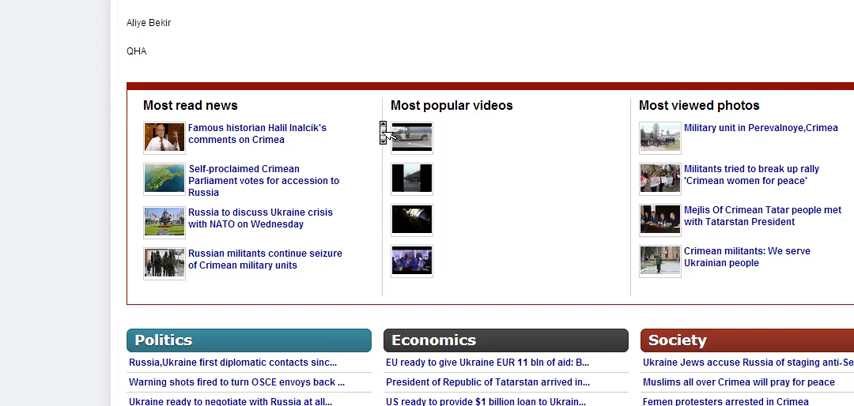 Aliye Bekir
QHA
Most read news
Famous historian Halil Inalcik's
comments on Crimea
Self-proclaimed Crimean
Parliament votes for accession to
Russia
Russia to discuss Ukraine crisis
with NATO on Wednesday
Russian militants continue seizure
of Crimean military units
Most popular videos
Most viewed photos
Military unit in Perevalnoye,Crimea
Militants tried to break up rally
'Crimean women for peace'
Mejlis Of Crimean Tatar people met
with Tatarstan President
Crimean militants: We serve
Ukrainian people
Politics
Russia,Ukraine first diplomatic contacts sinc...
Warning shots fired to turn OSCE envoys back ...
Ukraine ready to negotiate with Russia at all...
Economics
EU ready to give Ukraine EUR 11 bln of aid: B...
President of Republic of Tatarstan arrived in...
US ready to provide $1 billion loan to Ukrain...
Society
Ukraine Jews accuse Russia of staging anti-Se
Muslims all over Crimea will pray for peace
Femen protesters arrested in Crimea